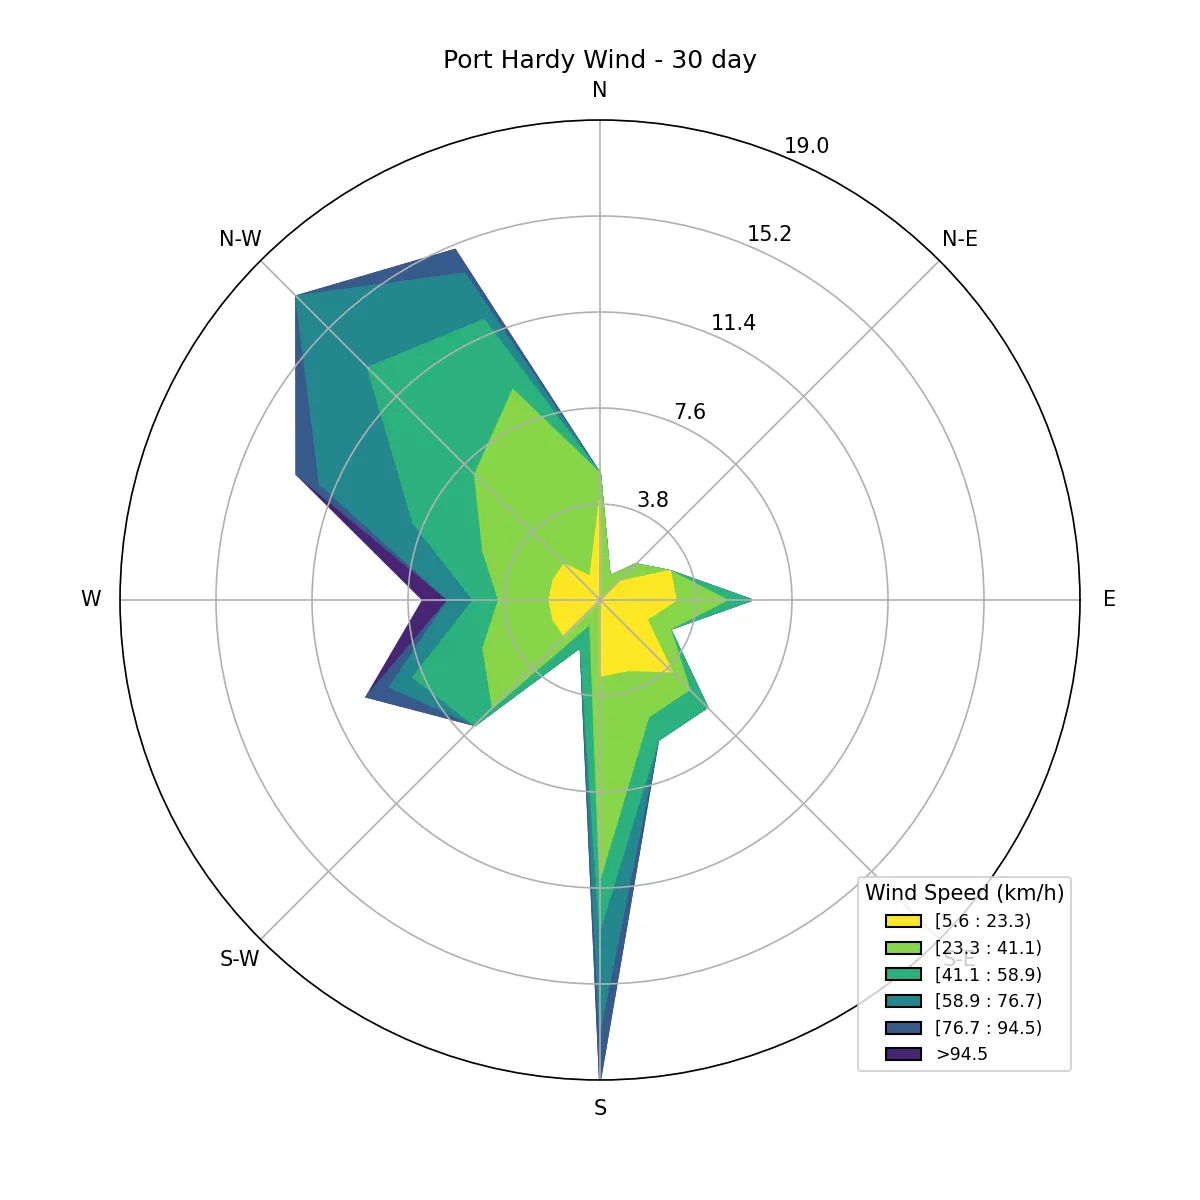 Port Hardy Wind - 30 day
N
19.0
15.2
N-W
N-E
11.4
7.6
3.8
W
E
Wind Speed (km/h)
[5.6 : 23.3)
[23.3 : 41.1)
S-W
S-E
[41.1 : 58.9)
[58.9 : 76.7)
[76.7 : 94.5)
>94.5
S